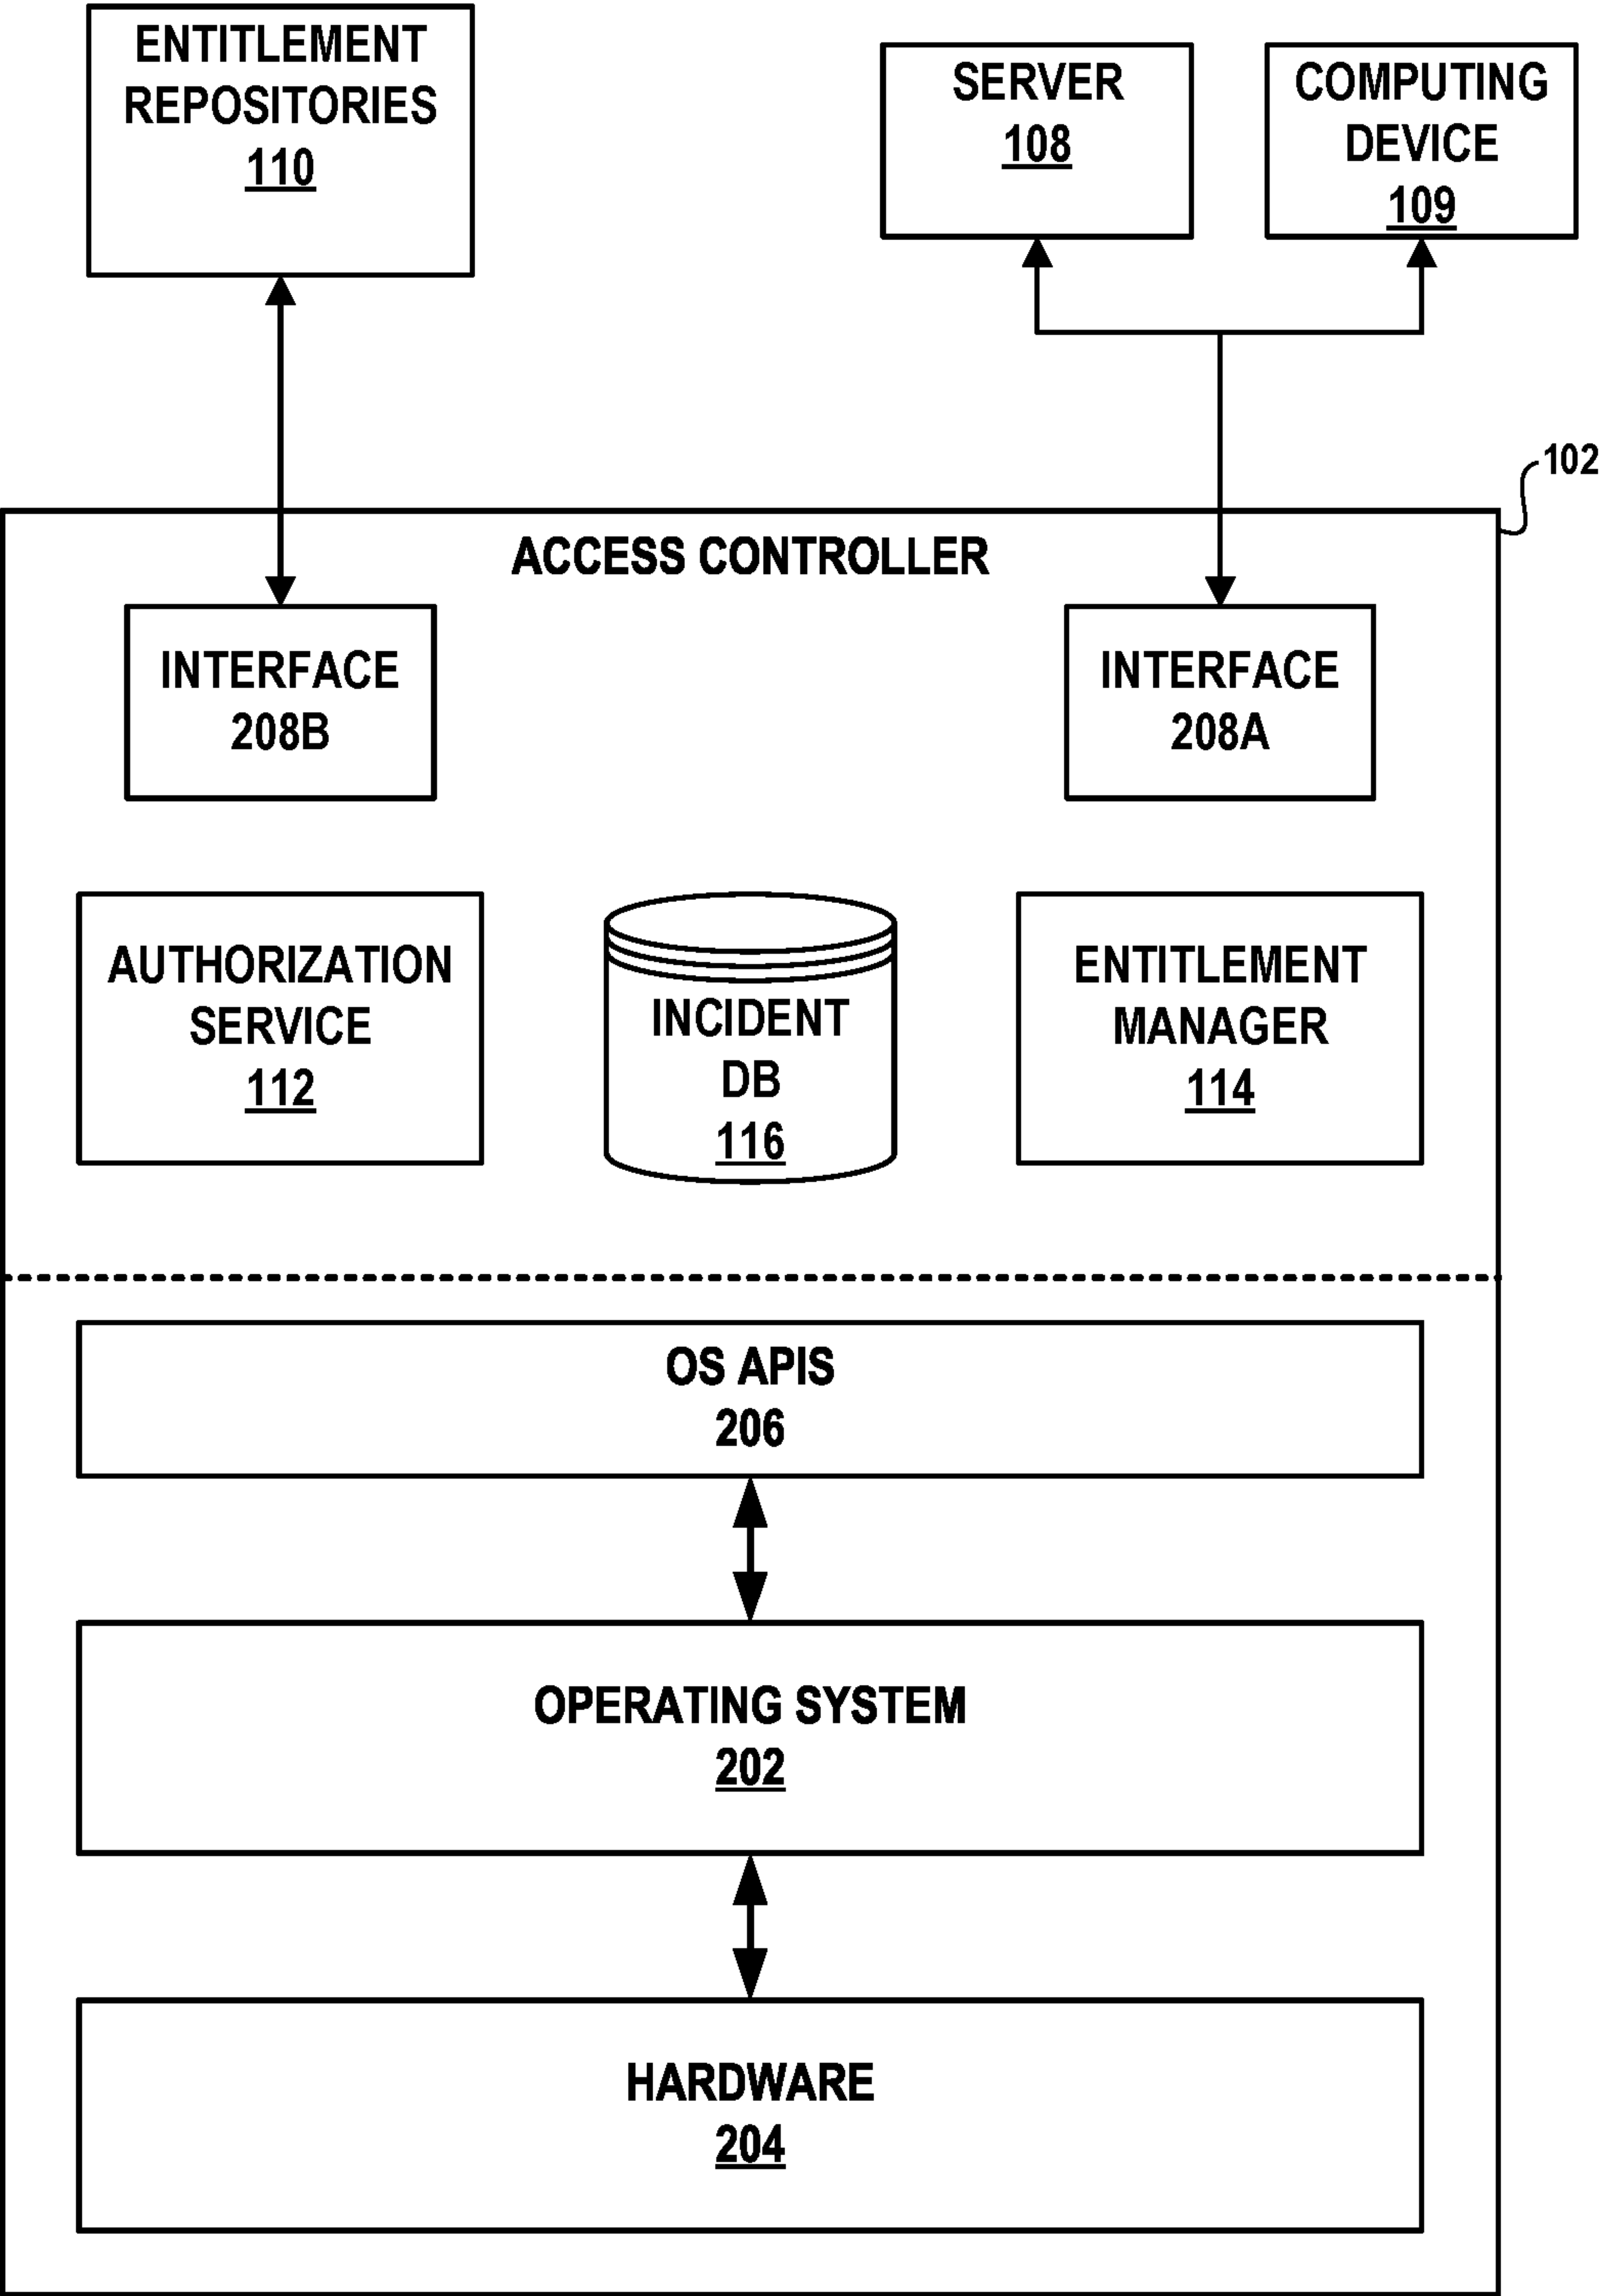 ENTITLEMENT
REPOSITORIES
110
SERVER
108
COMPUTING
DEVICE
109
102
ACCESS CONTROLLER
INTERFACE
208B
INTERFACE
208A
AUTHORIZATION
SERVICE
112
INCIDENT
DB
116
ENTITLEMENT
MANAGER
114
OS APIS
206
OPERATING SYSTEM
202
HARDWARE
204